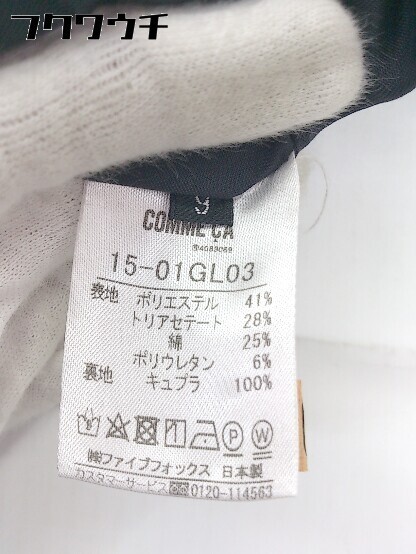 フクワウチ
9
COMME ÇA
15-01GL03
表地 ポリエステル 41%
トリアセテート 28%
綿 25%
ポリウレタン 6%
裏地 キュプラ 100%
P W
㈱ファイブフォックス 日本製
カスタマーサービス 0120-114563